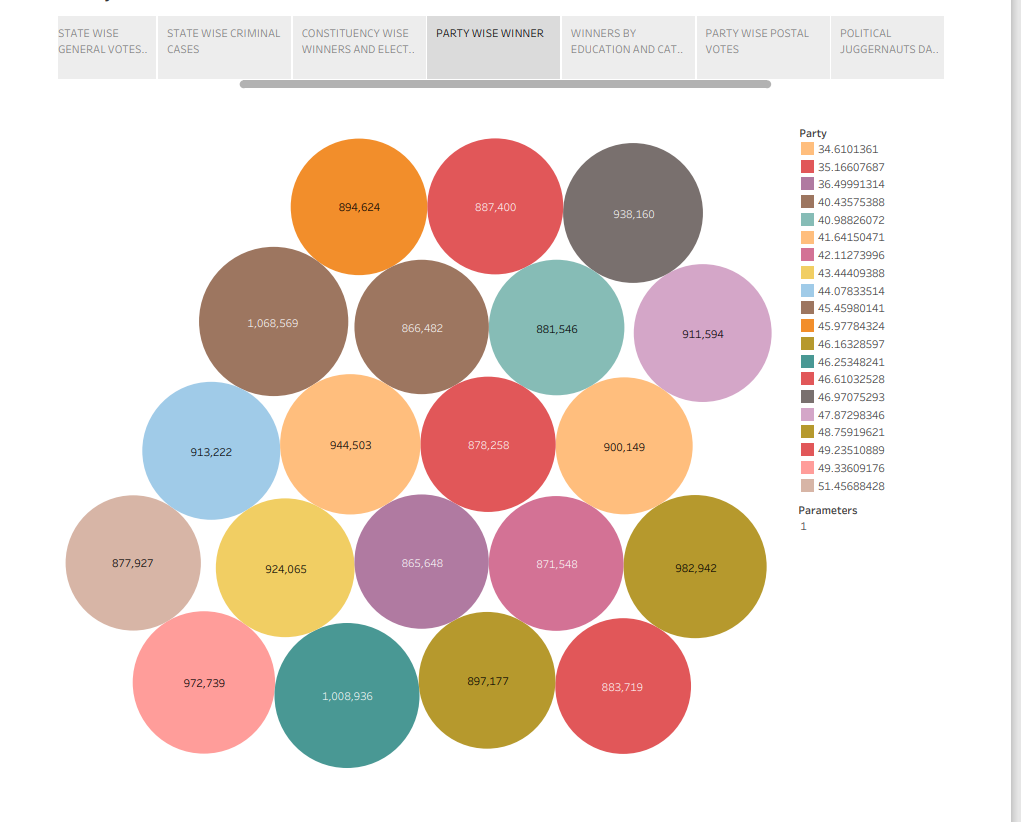 STATE WISE
GENERAL VOTES..
STATE WISE CRIMINAL
CASES
CONSTITUENCY WISE
WINNERS AND ELECT..
PARTY WISE WINNER
WINNERS BY
EDUCATION AND CAT..
PARTY WISE POSTAL
VOTES
POLITICAL
JUGGERNAUTS DA..
894,624
887,400
938,160
1,068,569
866,482
881,546
911,594
913,222
944,503
878,258
900,149
877,927
924,065
865,648
871,548
982,942
972,739
1,008,936
897,177
883,719
Party
34.6101361
35.16607687
36.49991314
40.43575388
40.98826072
41.64150471
42.11273996
43.44409388
44.07833514
45.45980141
45.97784324
46.16328597
46.25348241
46.61032528
46.97075293
47.87298346
48.75919621
49.23510889
49.33609176
51.45688428
Parameters
1